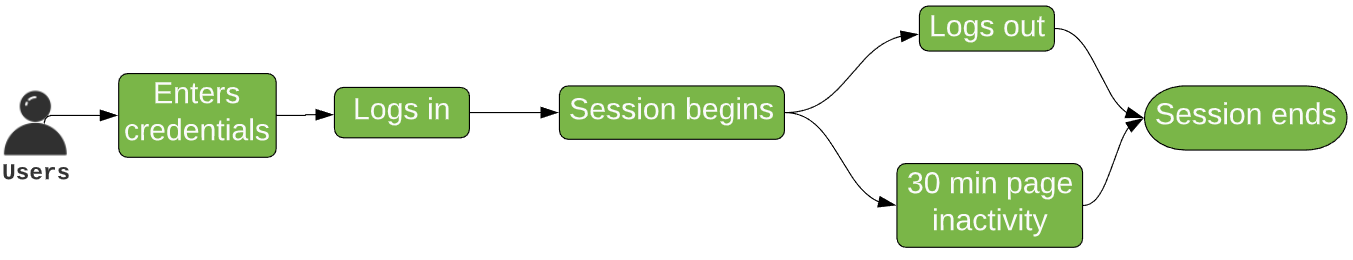 Users
Enters
credentials
Logs in
Session begins
Logs out
30 min page
inactivity
Session ends